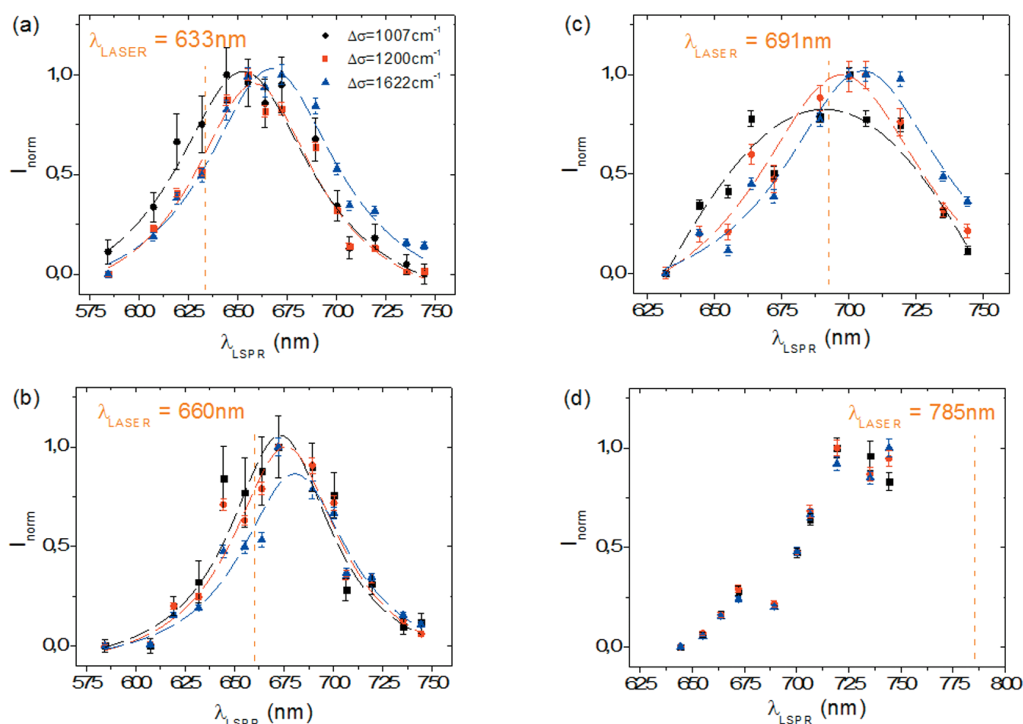 (a)
λLASER = 633nm
Δσ=1007cm-1
Δσ=1200cm-1
Δσ=1622cm-1
Inorm
1,0
0,5
0,0
575 600 625 650 675 700 725 750
λLSPR (nm)
(c)
λLASER = 691nm
Inorm
1,0
0,5
0,0
625 650 675 700 725 750
λLSPR (nm)
(b)
λLASER = 660nm
Inorm
1,0
0,5
0,0
575 600 625 650 675 700 725 750
λLSPR (nm)
(d)
λLASER = 785nm
Inorm
1,0
0,5
0,0
625 650 675 700 725 750 775 800
λLSPR (nm)